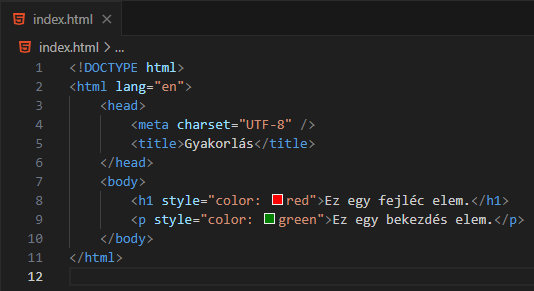 index.html
index.html > ...
1 <!DOCTYPE html>
2 <html lang="en">
3 <head>
4 <meta charset="UTF-8" />
5 <title>Gyakorlás</title>
6 </head>
7 <body>
8 <h1 style="color: red">Ez egy fejléc elem.</h1>
9 <p style="color: green">Ez egy bekezdés elem.</p>
10 </body>
11 </html>
12